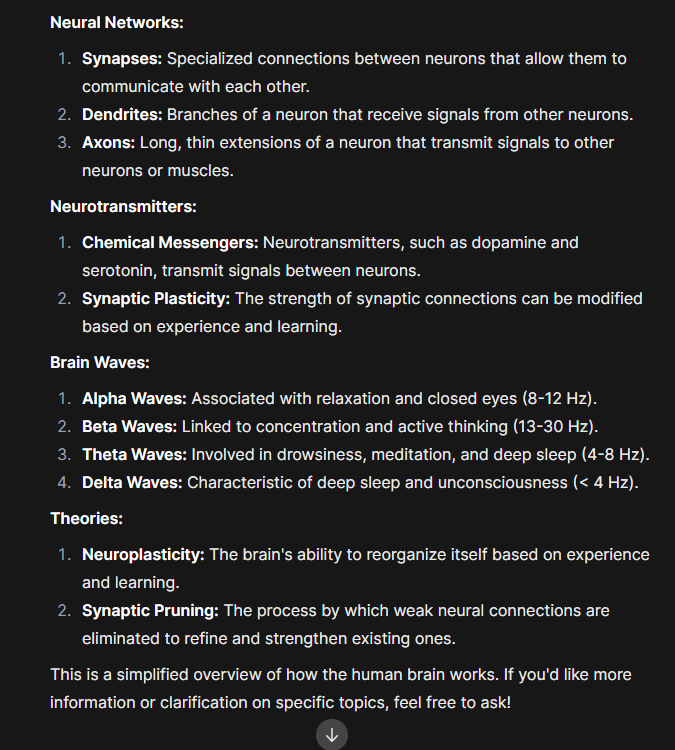 Neural Networks:
1. Synapses: Specialized connections between neurons that allow them to
communicate with each other.
2. Dendrites: Branches of a neuron that receive signals from other neurons.
3. Axons: Long, thin extensions of a neuron that transmit signals to other
neurons or muscles.
Neurotransmitters:
1. Chemical Messengers: Neurotransmitters, such as dopamine and
serotonin, transmit signals between neurons.
2. Synaptic Plasticity: The strength of synaptic connections can be modified
based on experience and learning.
Brain Waves:
1. Alpha Waves: Associated with relaxation and closed eyes (8-12 Hz).
2. Beta Waves: Linked to concentration and active thinking (13-30 Hz).
3. Theta Waves: Involved in drowsiness, meditation, and deep sleep (4-8 Hz).
4. Delta Waves: Characteristic of deep sleep and unconsciousness (< 4 Hz).
Theories:
1. Neuroplasticity: The brain's ability to reorganize itself based on experience
and learning.
2. Synaptic Pruning: The process by which weak neural connections are
eliminated to refine and strengthen existing ones.
This is a simplified overview of how the human brain works. If you'd like more
information or clarification on specific topics, feel free to ask!